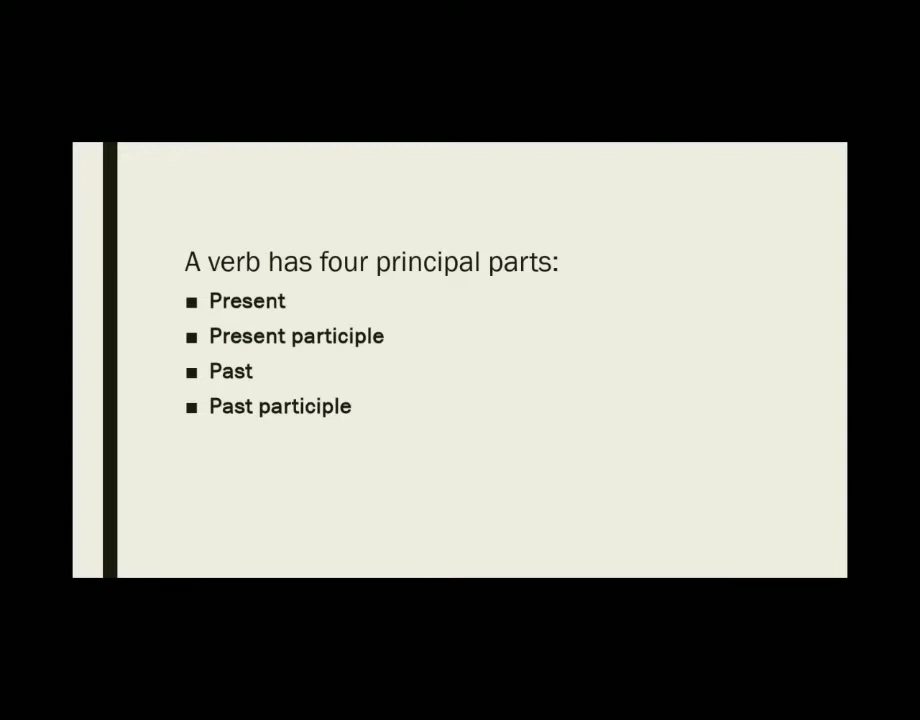 A verb has four principal parts:
■ Present
■ Present participle
■ Past
■ Past participle